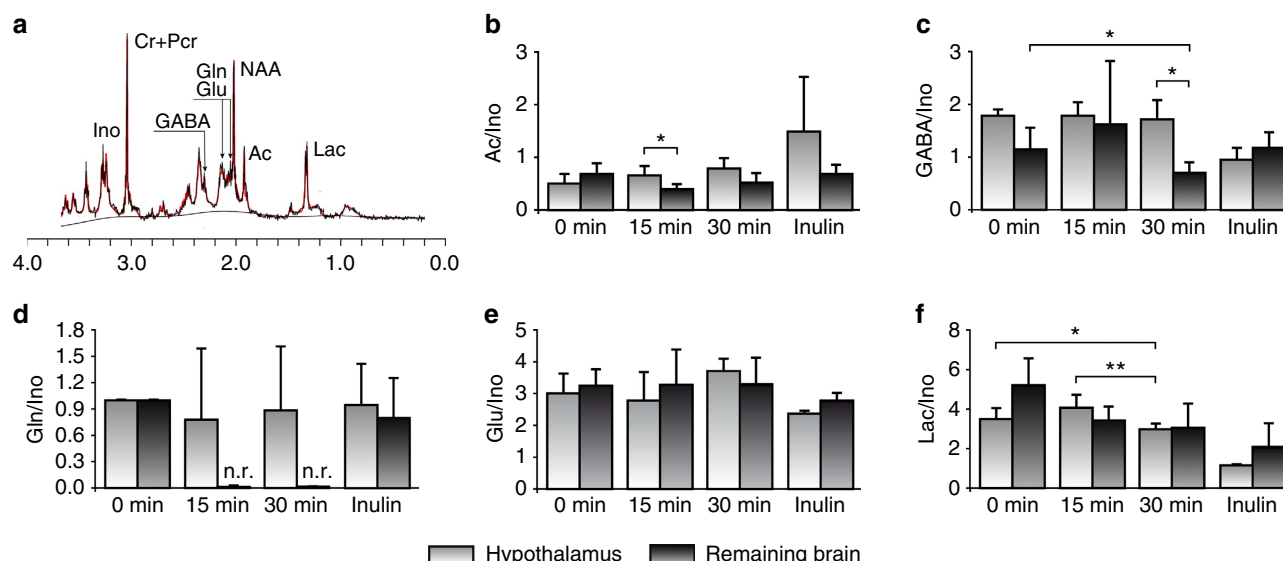 a
Cr+Pcr
Gln
Glu
NAA
GABA
Ino
Ac
Lac
4.0 3.0 2.0 1.0 0.0
b
Ac/Ino
3
2
1
0
*
0 min 15 min 30 min Inulin
c
GABA/Ino
3
2
1
0
*
*
0 min 15 min 30 min Inulin
d
Gln/Ino
1.8
1.5
1.2
0.9
0.6
0.3
0.0
n.r. n.r.
0 min 15 min 30 min Inulin
e
Glu/Ino
5
4
3
2
1
0
0 min 15 min 30 min Inulin
f
Lac/Ino
8
6
4
2
0
*
**
0 min 15 min 30 min Inulin
Hypothalamus Remaining brain